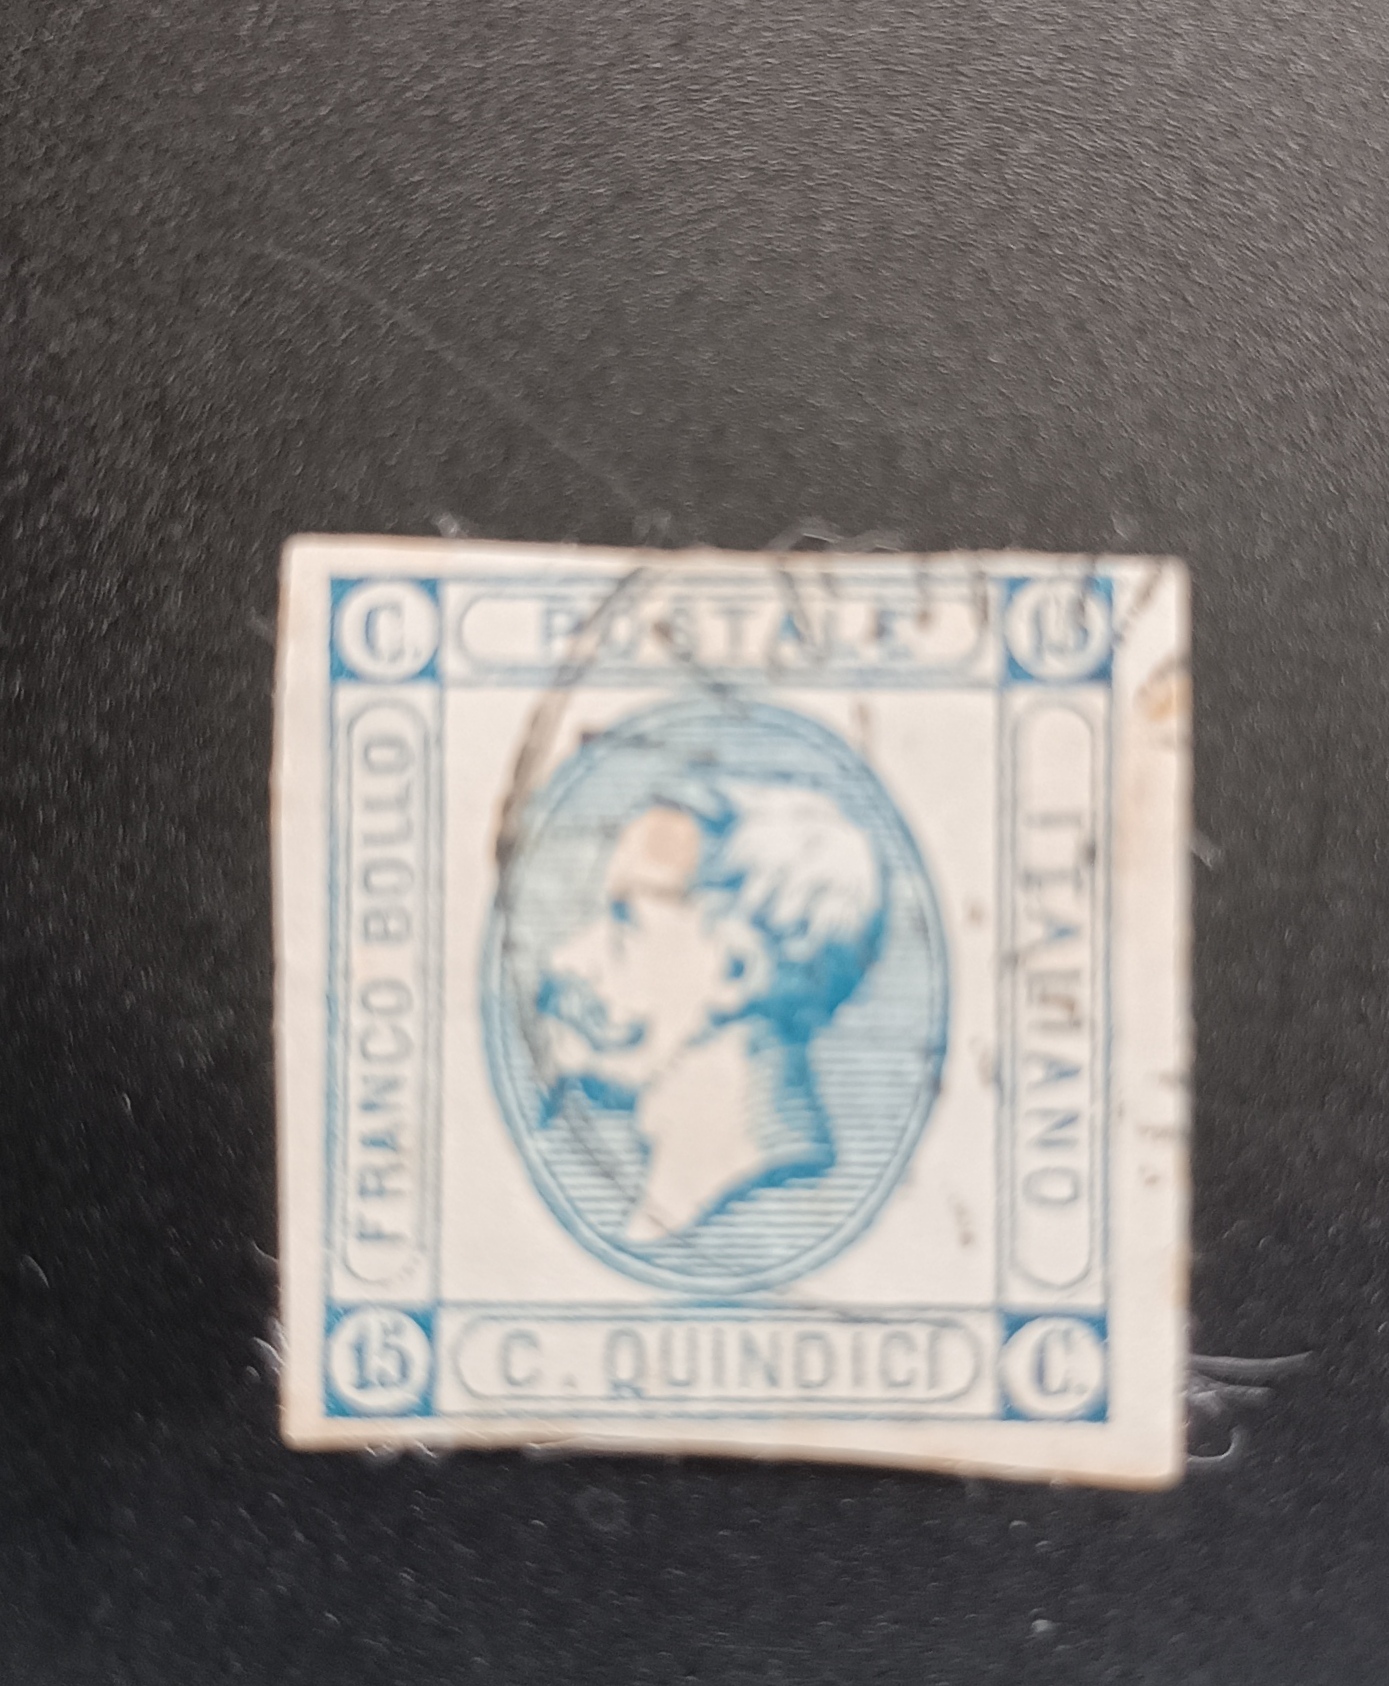 C. POSTALE 15
FRANCO BOLLO
ITALIANO
15 C. QUINDICI C.